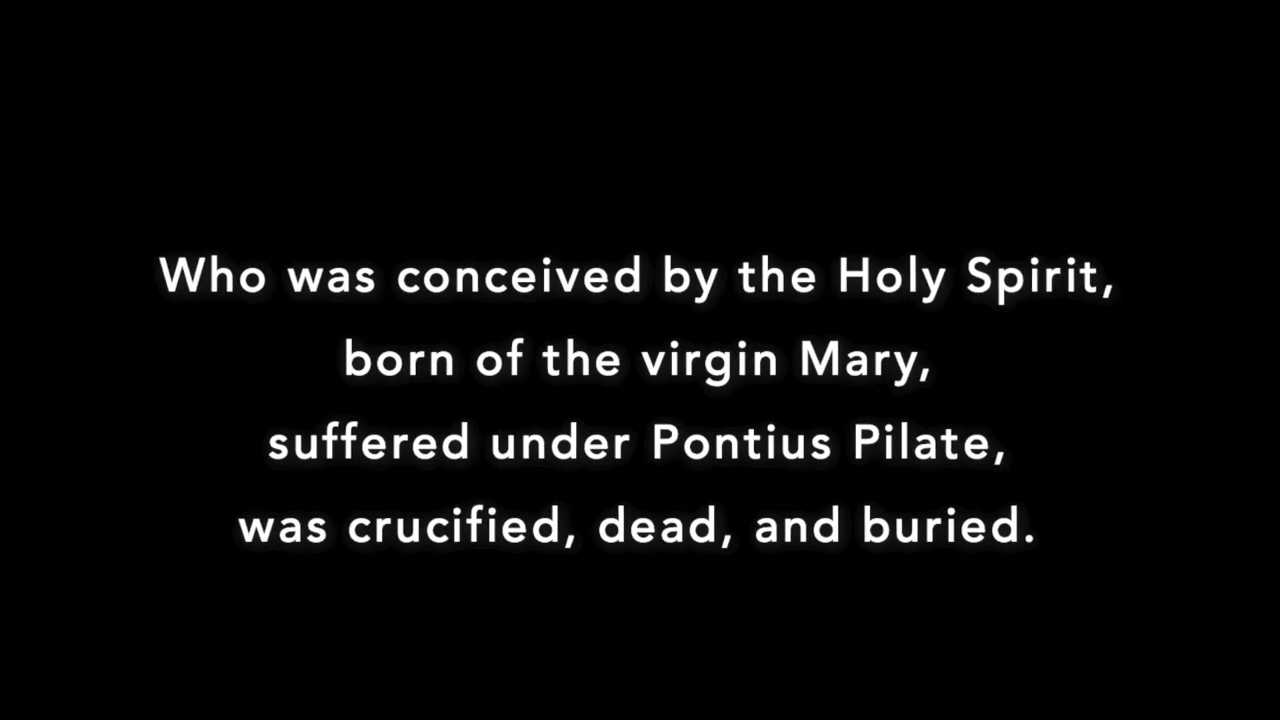 Who was conceived by the Holy Spirit,
born of the virgin Mary,
suffered under Pontius Pilate,
was crucified, dead, and buried.